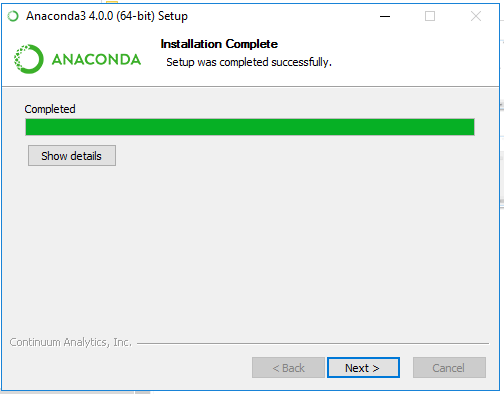 Anaconda3 4.0.0 (64-bit) Setup
ANACONDA
Installation Complete
Setup was completed successfully.
Completed
Show details
Continuum Analytics, Inc.
< Back
Next >
Cancel